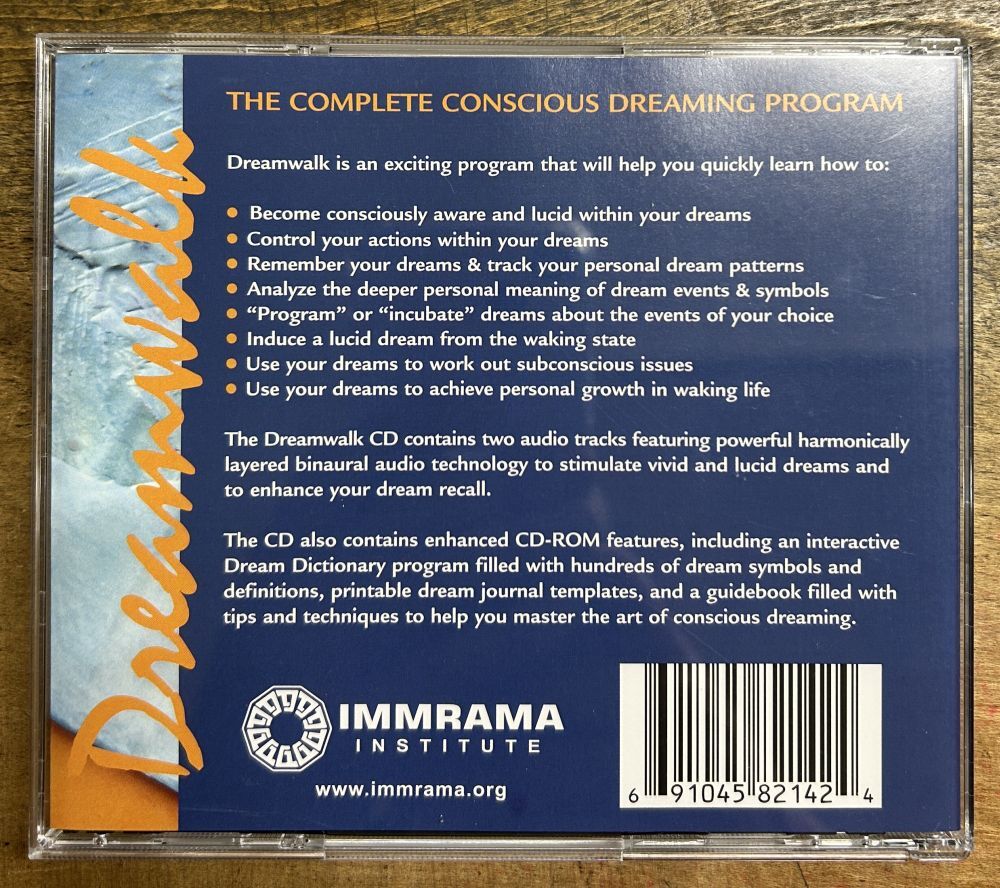 Dreamwalk
THE COMPLETE CONSCIOUS DREAMING PROGRAM
Dreamwalk is an exciting program that will help you quickly learn how to:
• Become consciously aware and lucid within your dreams
• Control your actions within your dreams
• Remember your dreams & track your personal dream patterns
• Analyze the deeper personal meaning of dream events & symbols
• “Program” or “incubate” dreams about the events of your choice
• Induce a lucid dream from the waking state
• Use your dreams to work out subconscious issues
• Use your dreams to achieve personal growth in waking life
The Dreamwalk CD contains two audio tracks featuring powerful harmonically
layered binaural audio technology to stimulate vivid and lucid dreams and
to enhance your dream recall.
The CD also contains enhanced CD-ROM features, including an interactive
Dream Dictionary program filled with hundreds of dream symbols and
definitions, printable dream journal templates, and a guidebook filled with
tips and techniques to help you master the art of conscious dreaming.
IMMRAMA
INSTITUTE
www.immrama.org
6 91045 82142 4